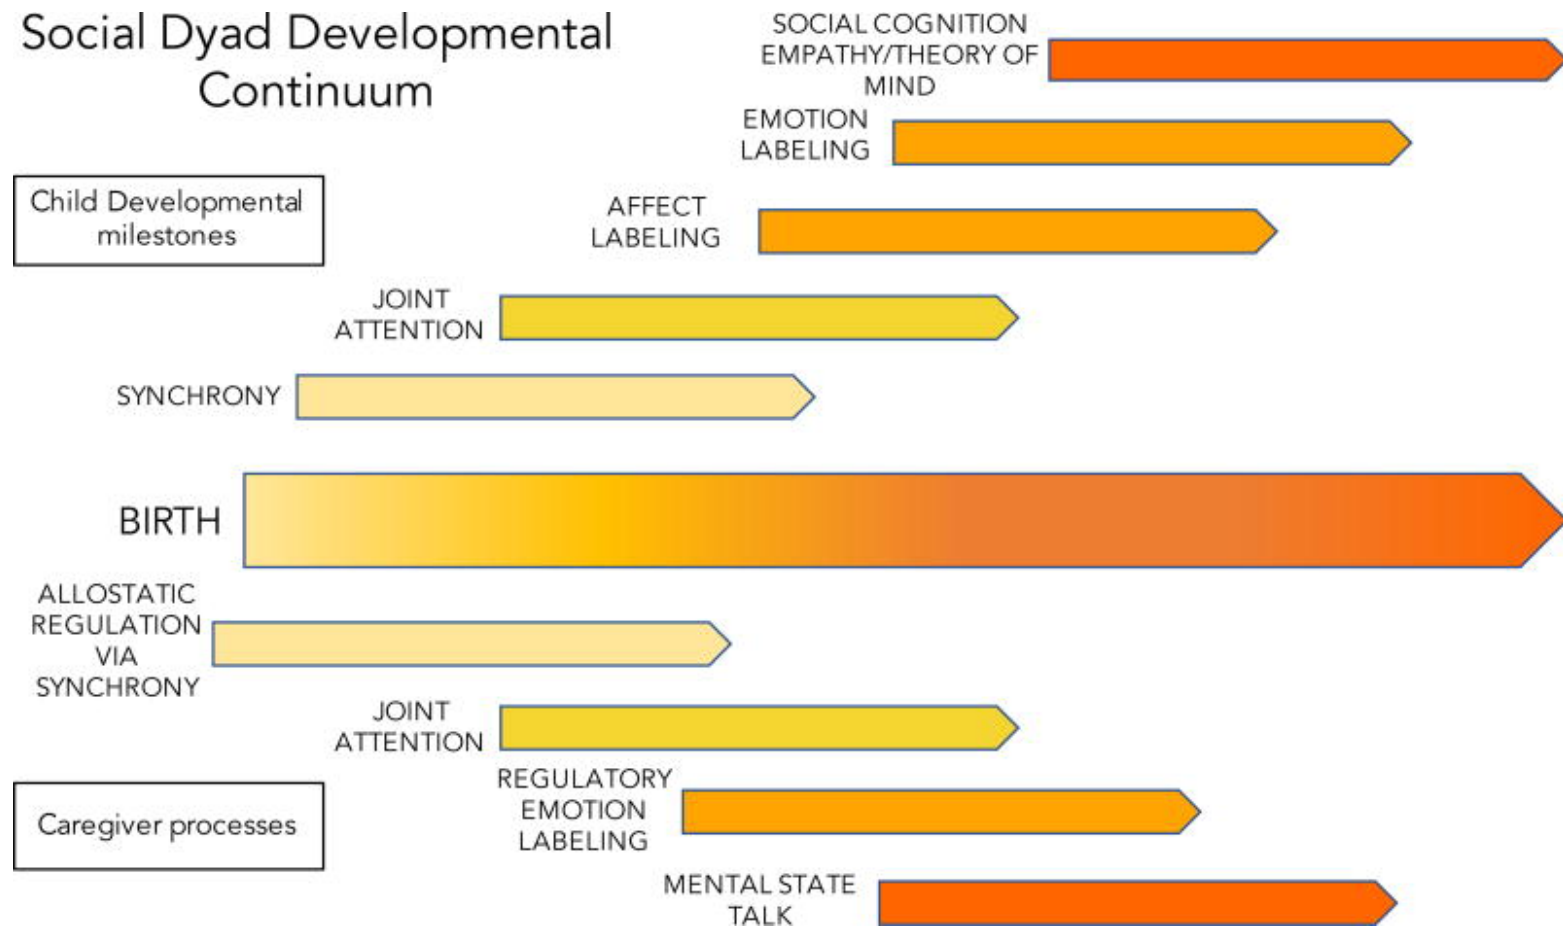 Social Dyad Developmental
Continuum
SOCIAL COGNITION
EMPATHY/THEORY OF
MIND
EMOTION
LABELING
Child Developmental
milestones
AFFECT
LABELING
JOINT
ATTENTION
SYNCHRONY
BIRTH
ALLOSTATIC
REGULATION
VIA
SYNCHRONY
JOINT
ATTENTION
REGULATORY
EMOTION
LABELING
Caregiver processes
MENTAL STATE
TALK